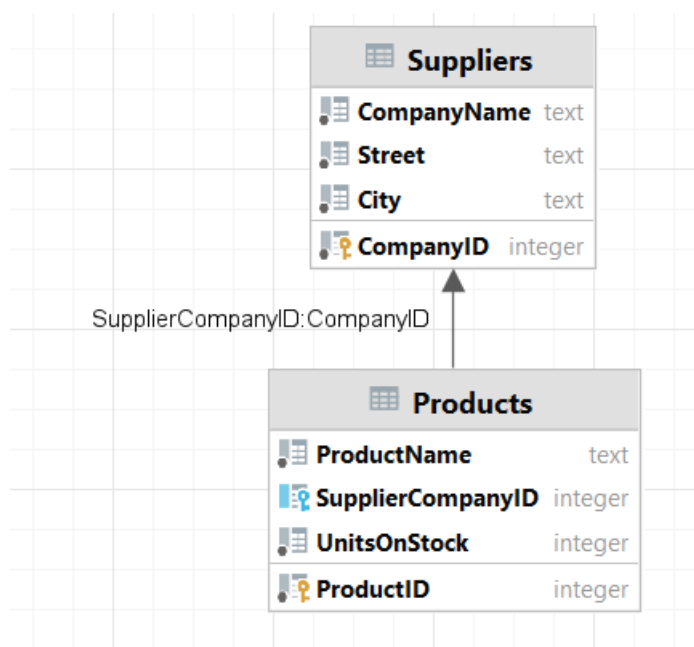 Suppliers
CompanyName text
Street text
City text
CompanyID integer
SupplierCompanyID:CompanyID
Products
ProductName text
SupplierCompanyID integer
UnitsOnStock integer
ProductID integer